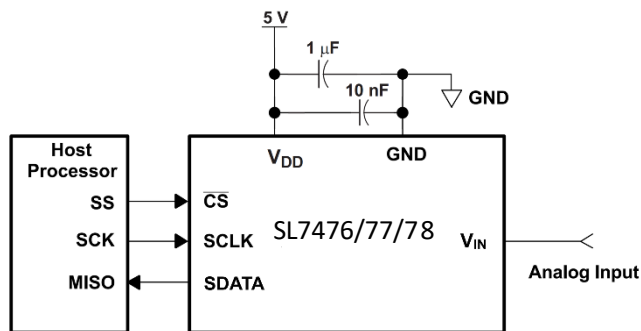 5 V
1 μF
10 nF
GND
Host
Processor
VDD
GND
SS
CS
SCK
SCLK
SL7476/77/78
VIN
MISO
SDATA
Analog Input